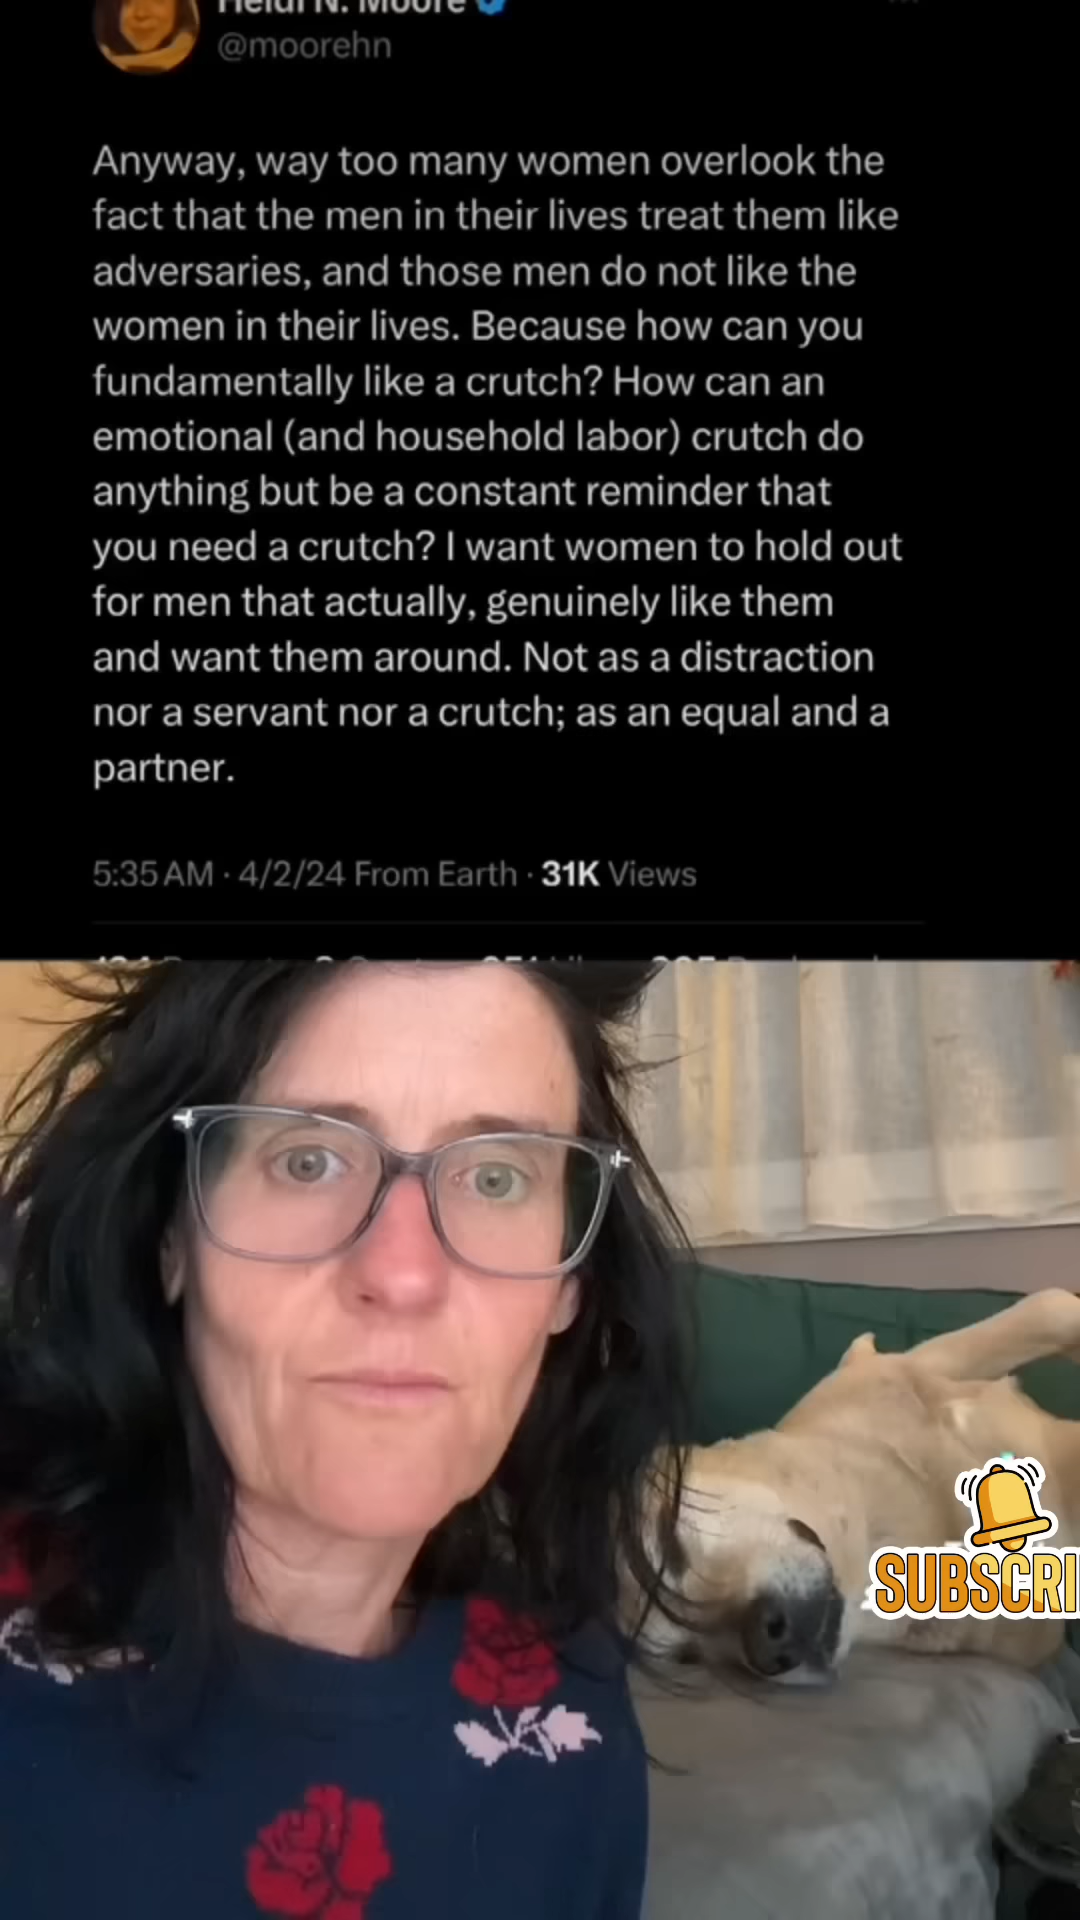 Heidi N. Moore
@moorehn
Anyway, way too many women overlook the
fact that the men in their lives treat them like
adversaries, and those men do not like the
women in their lives. Because how can you
fundamentally like a crutch? How can an
emotional (and household labor) crutch do
anything but be a constant reminder that
you need a crutch? I want women to hold out
for men that actually, genuinely like them
and want them around. Not as a distraction
nor a servant nor a crutch; as an equal and a
partner.
5:35 AM · 4/2/24 From Earth · 31K Views
SUBSCRI